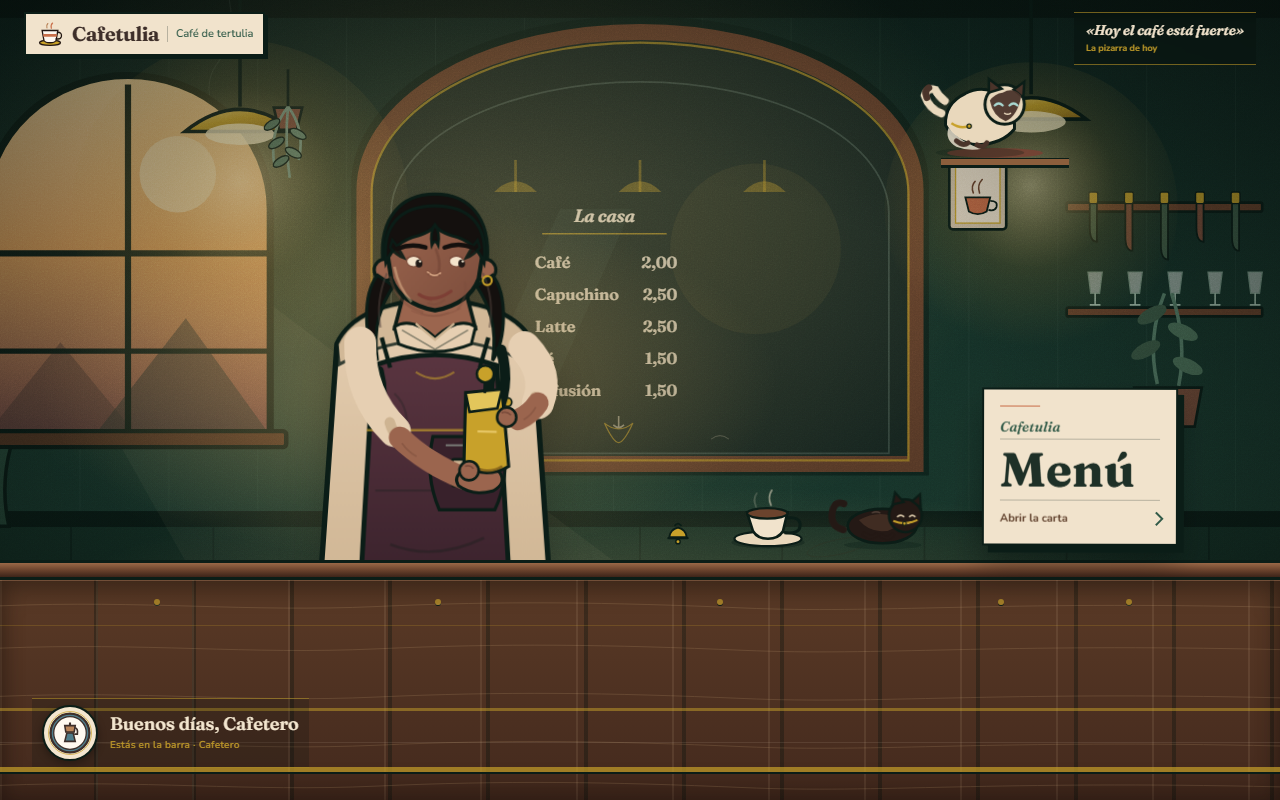 Cafetulia
Café de tertulia
«Hoy el café está fuerte»
La pizarra de hoy
La casa
Café 2,00
Capuchino 2,50
Latte 2,50
1,50
1,50
Cafetulia
Menú
Abrir la carta
Buenos días, Cafetero
Estás en la barra · Cafetero